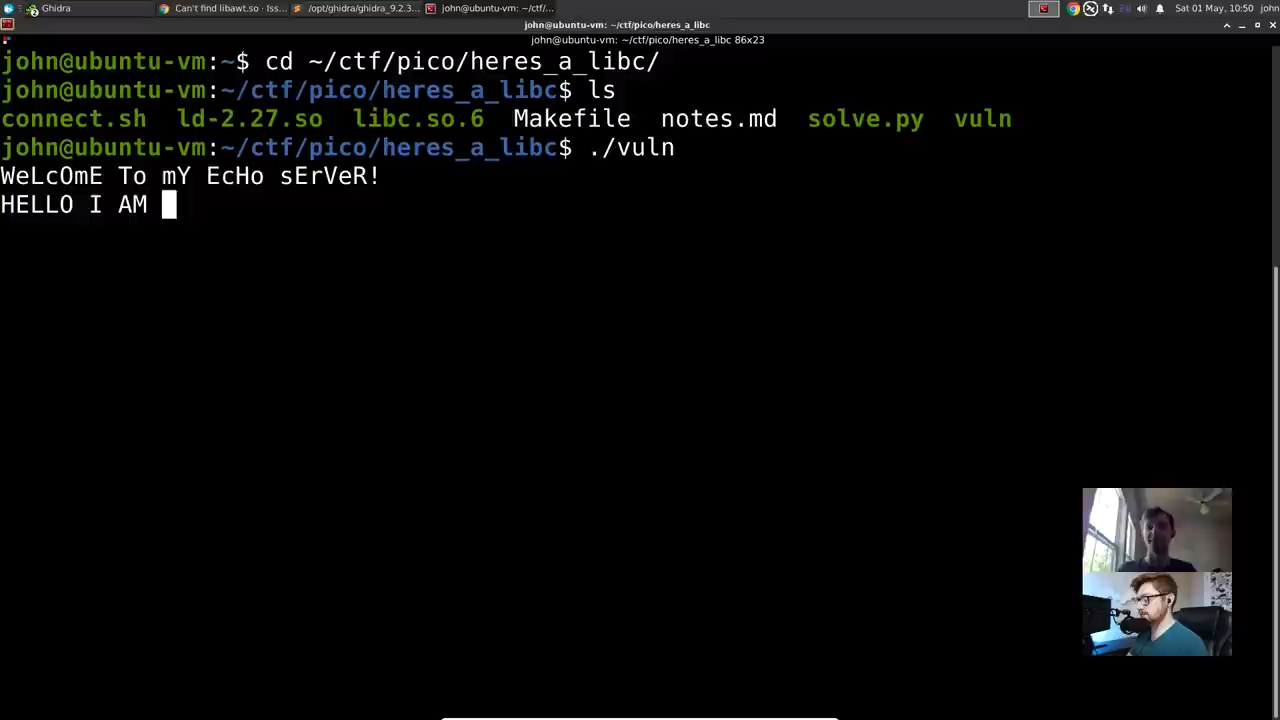 Ghidra
Can't find libawt.so · Iss...
/opt/ghidra/ghidra_9.2.3...
john@ubuntu-vm: ~/ctf/...
Sat 01 May, 10:50
john
john@ubuntu-vm: ~/ctf/pico/heres_a_libc
john@ubuntu-vm: ~/ctf/pico/heres_a_libc 86x23
john@ubuntu-vm:~$ cd ~/ctf/pico/heres_a_libc/
john@ubuntu-vm:~/ctf/pico/heres_a_libc$ ls
connect.sh ld-2.27.so libc.so.6 Makefile notes.md solve.py vuln
john@ubuntu-vm:~/ctf/pico/heres_a_libc$ ./vuln
WeLcOmE To mY EcHo sErVeR!
HELLO I AM